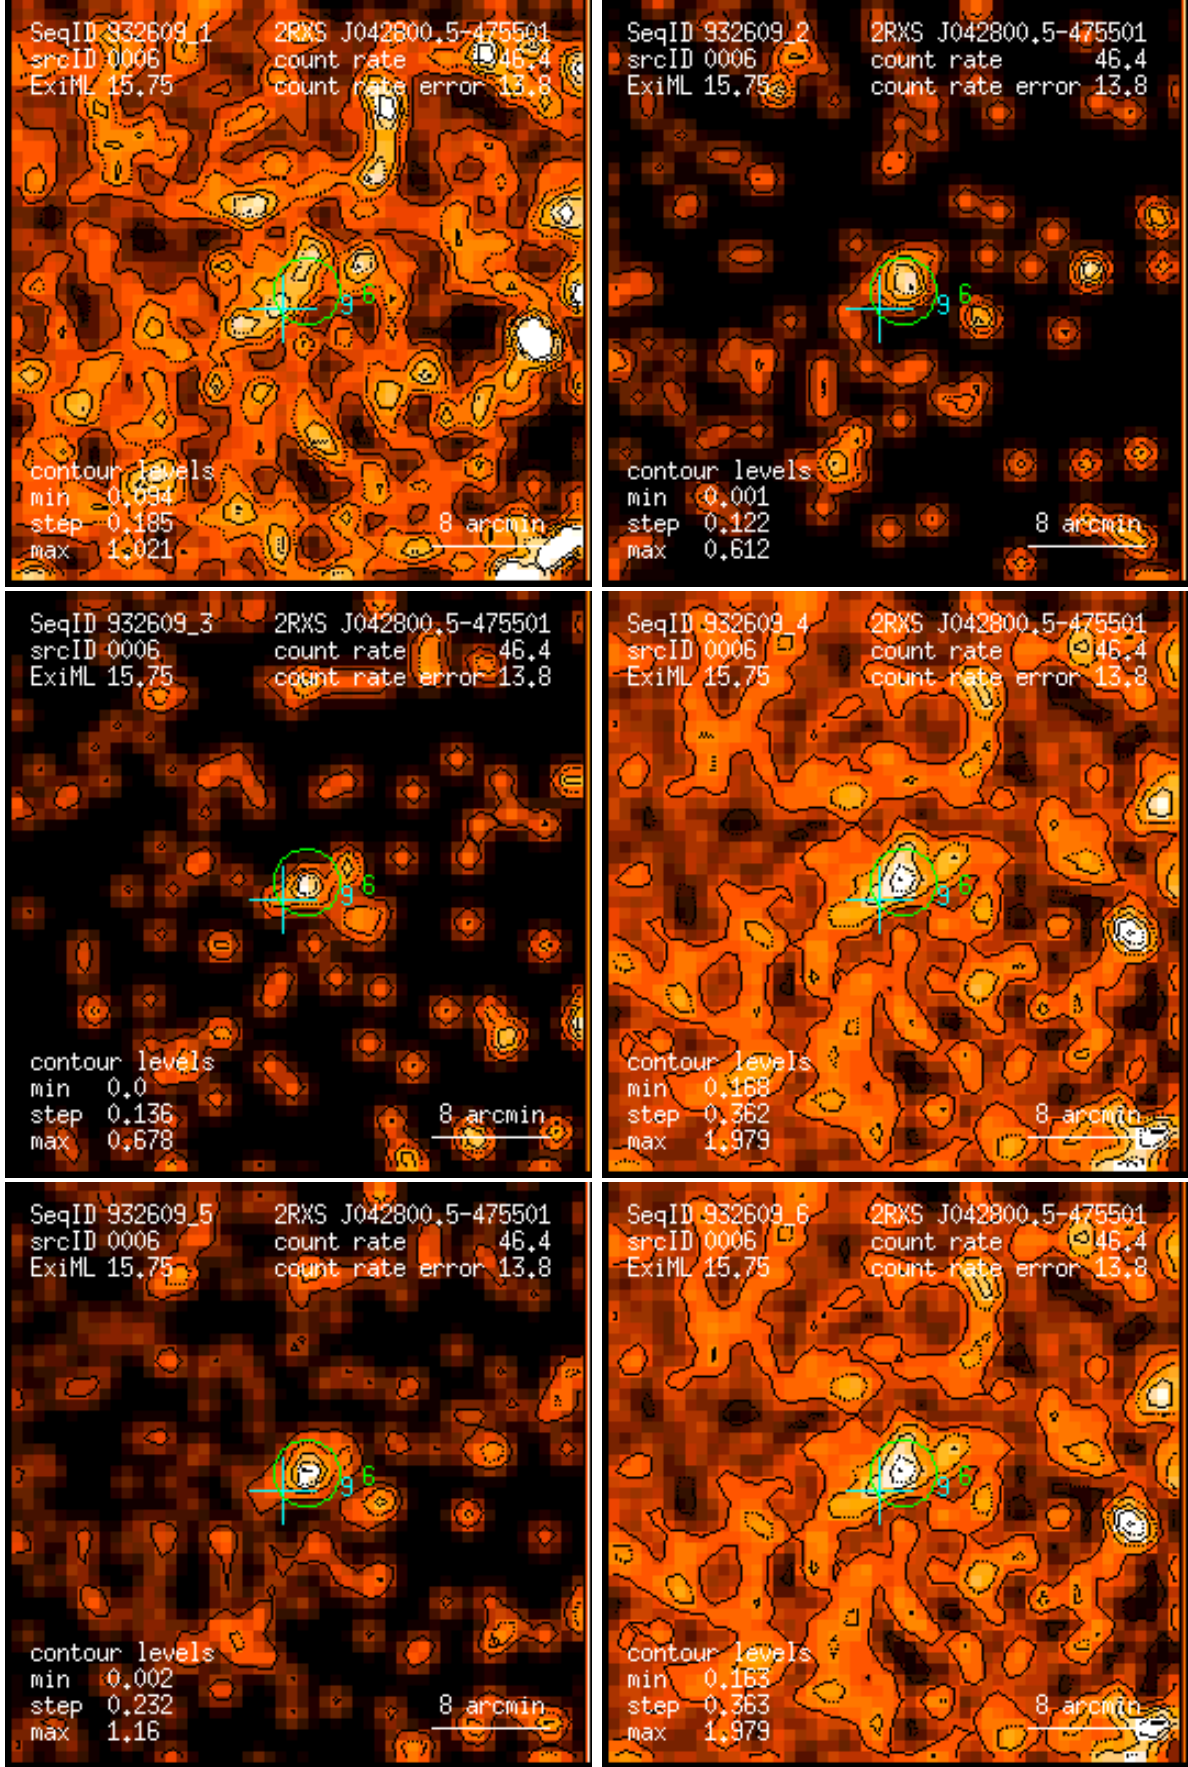 SeqID 932609_1 2RXS J042800.5-475501
srcID 0006 count rate 46.4
ExiML 15.75 count rate error 13.8
9 6
contour levels
min 0.094
step 0.185
max 1.021
8 arcmin
SeqID 932609_2 2RXS J042800.5-475501
srcID 0006 count rate 46.4
ExiML 15.75 count rate error 13.8
9 6
contour levels
min 0.001
step 0.122
max 0.612
8 arcmin
SeqID 932609_3 2RXS J042800.5-475501
srcID 0006 count rate 46.4
ExiML 15.75 count rate error 13.8
9 6
contour levels
min 0.0
step 0.136
max 0.678
8 arcmin
SeqID 932609_4 2RXS J042800.5-475501
srcID 0006 count rate 46.4
ExiML 15.75 count rate error 13.8
9 6
contour levels
min 0.168
step 0.362
max 1.979
8 arcmin
SeqID 932609_5 2RXS J042800.5-475501
srcID 0006 count rate 46.4
ExiML 15.75 count rate error 13.8
9 6
contour levels
min 0.002
step 0.232
max 1.16
8 arcmin
SeqID 932609_6 2RXS J042800.5-475501
srcID 0006 count rate 46.4
ExiML 15.75 count rate error 13.8
9 6
contour levels
min 0.163
step 0.363
max 1.979
8 arcmin